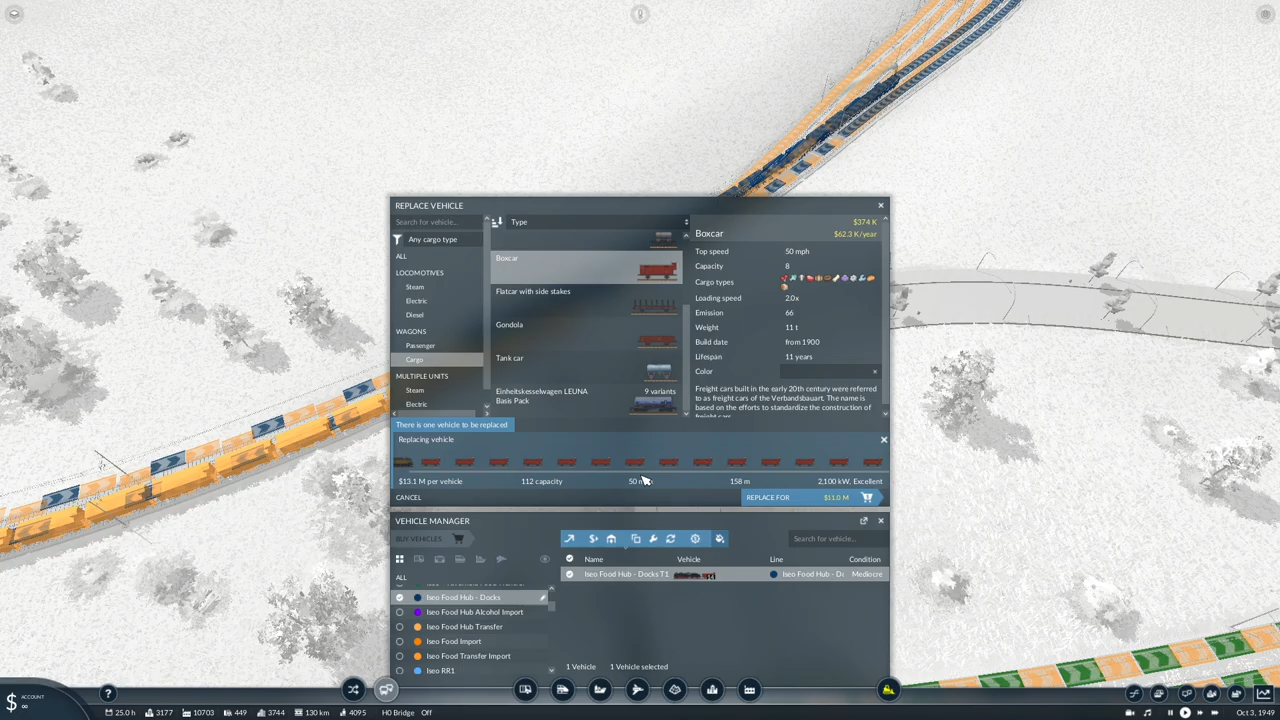 REPLACE VEHICLE
Search for vehicle...
Type
$374 K
Any cargo type
Boxcar
$62.3 K/year
ALL
Boxcar
Top speed 50 mph
LOCOMOTIVES
Capacity 8
Steam
Cargo types
Electric
Flatcar with side stakes
Loading speed 2.0x
Diesel
Emission 66
WAGONS
Gondola
Weight 11 t
Passenger
Build date from 1900
Cargo
Tank car
Lifespan 11 years
MULTIPLE UNITS
Color
Steam
Einheitskesselwagen LEUNA 9 variants
Basis Pack
Electric
Freight cars built in the early 20th century were referred
to as freight cars of the Verbandsbauart. The name is
based on the efforts to standardize the construction of
freight cars.
There is one vehicle to be replaced
Replacing vehicle
$13.1 M per vehicle 112 capacity 50 158 m 2,100 kW, Excellent
CANCEL REPLACE FOR $11.0 M
VEHICLE MANAGER
BUY VEHICLES
Search for vehicle...
Name Vehicle Line Condition
ALL
Iseo Food Hub - Docks T1 Iseo Food Hub - Do Mediocre
Iseo Food Hub - Docks
Iseo Food Hub Alcohol Import
Iseo Food Hub Transfer
Iseo Food Import
Iseo Food Transfer Import
Iseo RR1
1 Vehicle 1 Vehicle selected
$ ACCOUNT ∞
?
25.0 h 3177 10703 449 3744 130 km 4095 H0 Bridge Off
Oct 3, 1949